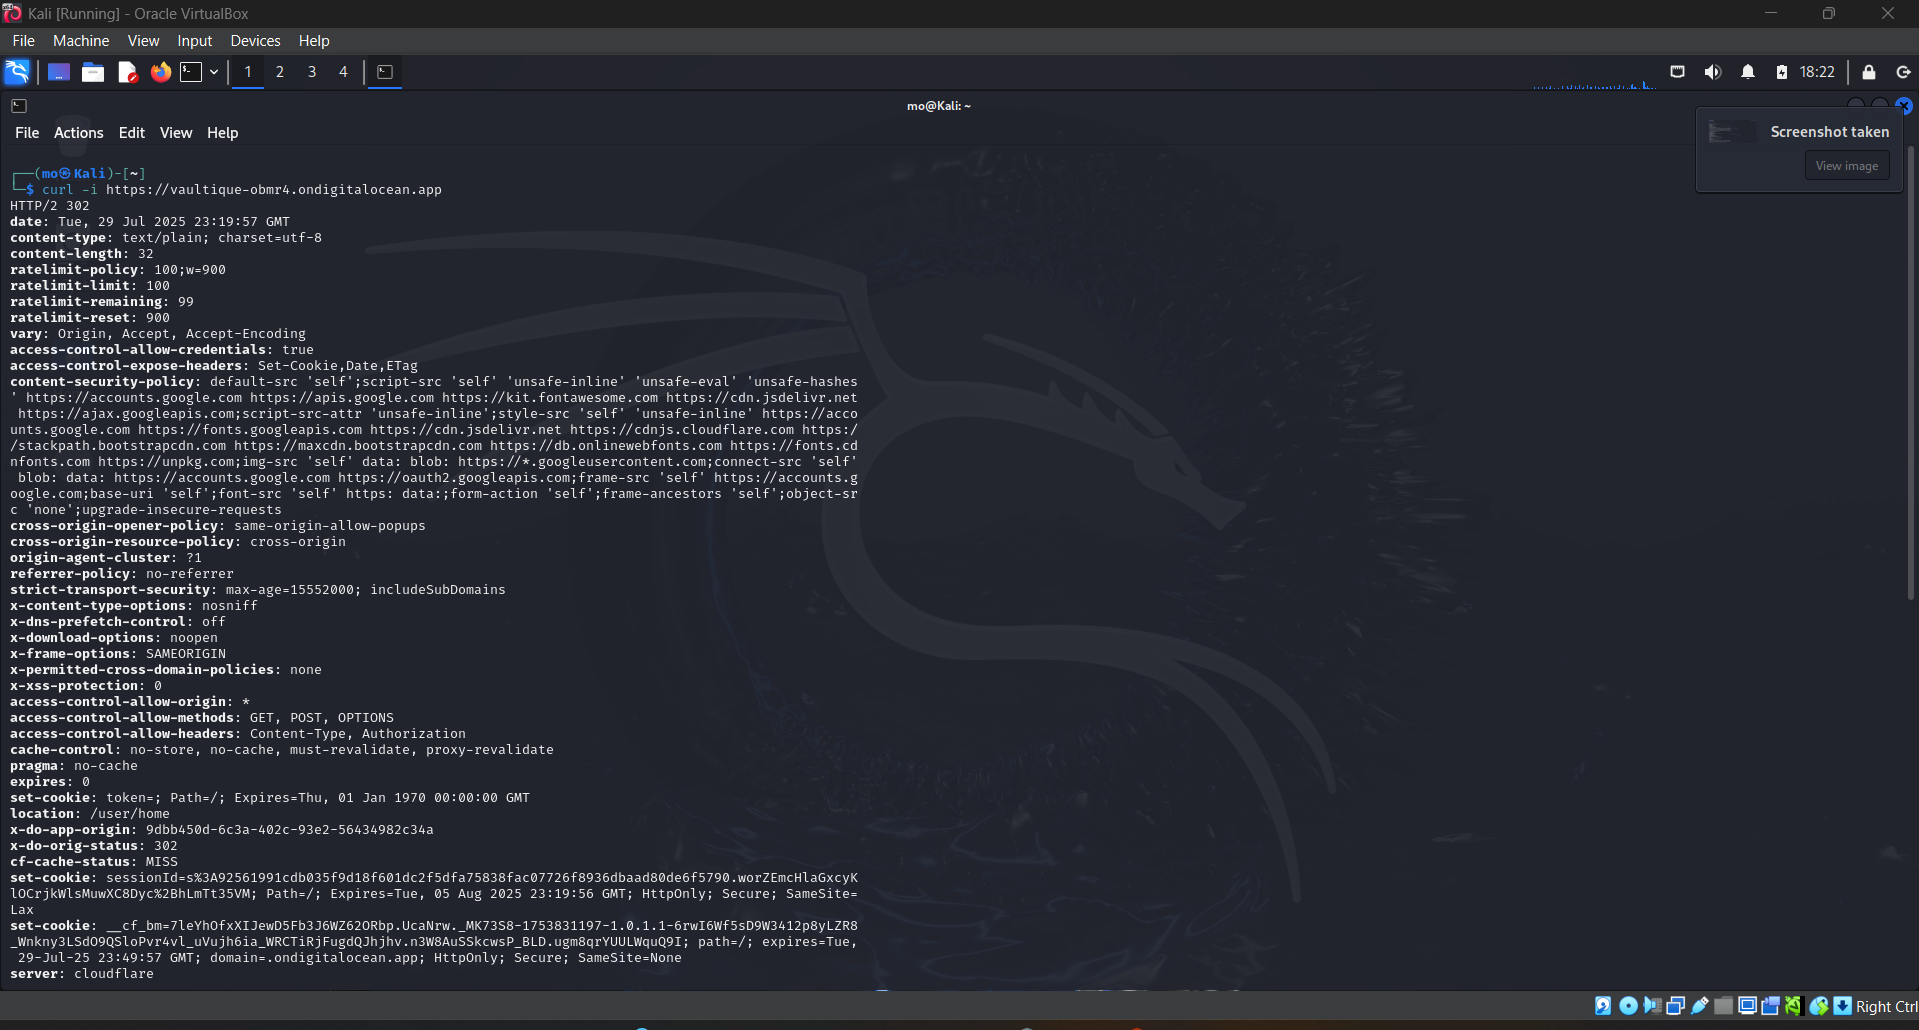 Kali [Running] - Oracle VirtualBox
File Machine View Input Devices Help
1 2 3 4
18:22
mo@Kali: ~
Screenshot taken
View image
File Actions Edit View Help
┌──(mo㉿Kali)-[~]
└─$ curl -i https://vaultique-obmr4.ondigitalocean.app
HTTP/2 302
date: Tue, 29 Jul 2025 23:19:57 GMT
content-type: text/plain; charset=utf-8
content-length: 32
ratelimit-policy: 100;w=900
ratelimit-limit: 100
ratelimit-remaining: 99
ratelimit-reset: 900
vary: Origin, Accept, Accept-Encoding
access-control-allow-credentials: true
access-control-expose-headers: Set-Cookie,Date,ETag
content-security-policy: default-src 'self';script-src 'self' 'unsafe-inline' 'unsafe-eval' 'unsafe-hashes
' https://accounts.google.com https://apis.google.com https://kit.fontawesome.com https://cdn.jsdelivr.net
https://ajax.googleapis.com;script-src-attr 'unsafe-inline';style-src 'self' 'unsafe-inline' https://acco
unts.google.com https://fonts.googleapis.com https://cdn.jsdelivr.net https://cdnjs.cloudflare.com https:/
/stackpath.bootstrapcdn.com https://maxcdn.bootstrapcdn.com https://db.onlinewebfonts.com https://fonts.cd
nfonts.com https://unpkg.com;img-src 'self' data: blob: https://*.googleusercontent.com;connect-src 'self'
blob: data: https://accounts.google.com https://oauth2.googleapis.com;frame-src 'self' https://accounts.g
oogle.com;base-uri 'self';font-src 'self' https: data:;form-action 'self';frame-ancestors 'self';object-sr
c 'none';upgrade-insecure-requests
cross-origin-opener-policy: same-origin-allow-popups
cross-origin-resource-policy: cross-origin
origin-agent-cluster: ?1
referrer-policy: no-referrer
strict-transport-security: max-age=15552000; includeSubDomains
x-content-type-options: nosniff
x-dns-prefetch-control: off
x-download-options: noopen
x-frame-options: SAMEORIGIN
x-permitted-cross-domain-policies: none
x-xss-protection: 0
access-control-allow-origin: *
access-control-allow-methods: GET, POST, OPTIONS
access-control-allow-headers: Content-Type, Authorization
cache-control: no-store, no-cache, must-revalidate, proxy-revalidate
pragma: no-cache
expires: 0
set-cookie: token=; Path=/; Expires=Thu, 01 Jan 1970 00:00:00 GMT
location: /user/home
x-do-app-origin: 9dbb450d-6c3a-402c-93e2-56434982c34a
x-do-orig-status: 302
cf-cache-status: MISS
set-cookie: sessionId=s%3A92561991cdb035f9d18f601dc2f5dfa75838fac07726f8936dbaad80de6f5790.worZEmcHlaGxcyK
lOCrjkWlsMuwXC8Dyc%2BhLmTt35VM; Path=/; Expires=Tue, 05 Aug 2025 23:19:56 GMT; HttpOnly; Secure; SameSite=
Lax
set-cookie: __cf_bm=7leYhOfxXIJewD5Fb3J6WZ62ORbp.UcaNrw._MK73S8-1753831197-1.0.1.1-6rwI6Wf5sD9W3412p8yLZR8
_Wnkny3LSdO9QSloPvr4vl_uVujh6ia_WRCTiRjFugdQJhjhv.n3W8AuSSkcwsP_BLD.ugm8qrYUULWquQ9I; path=/; expires=Tue,
29-Jul-25 23:49:57 GMT; domain=.ondigitalocean.app; HttpOnly; Secure; SameSite=None
server: cloudflare
Right Ctrl